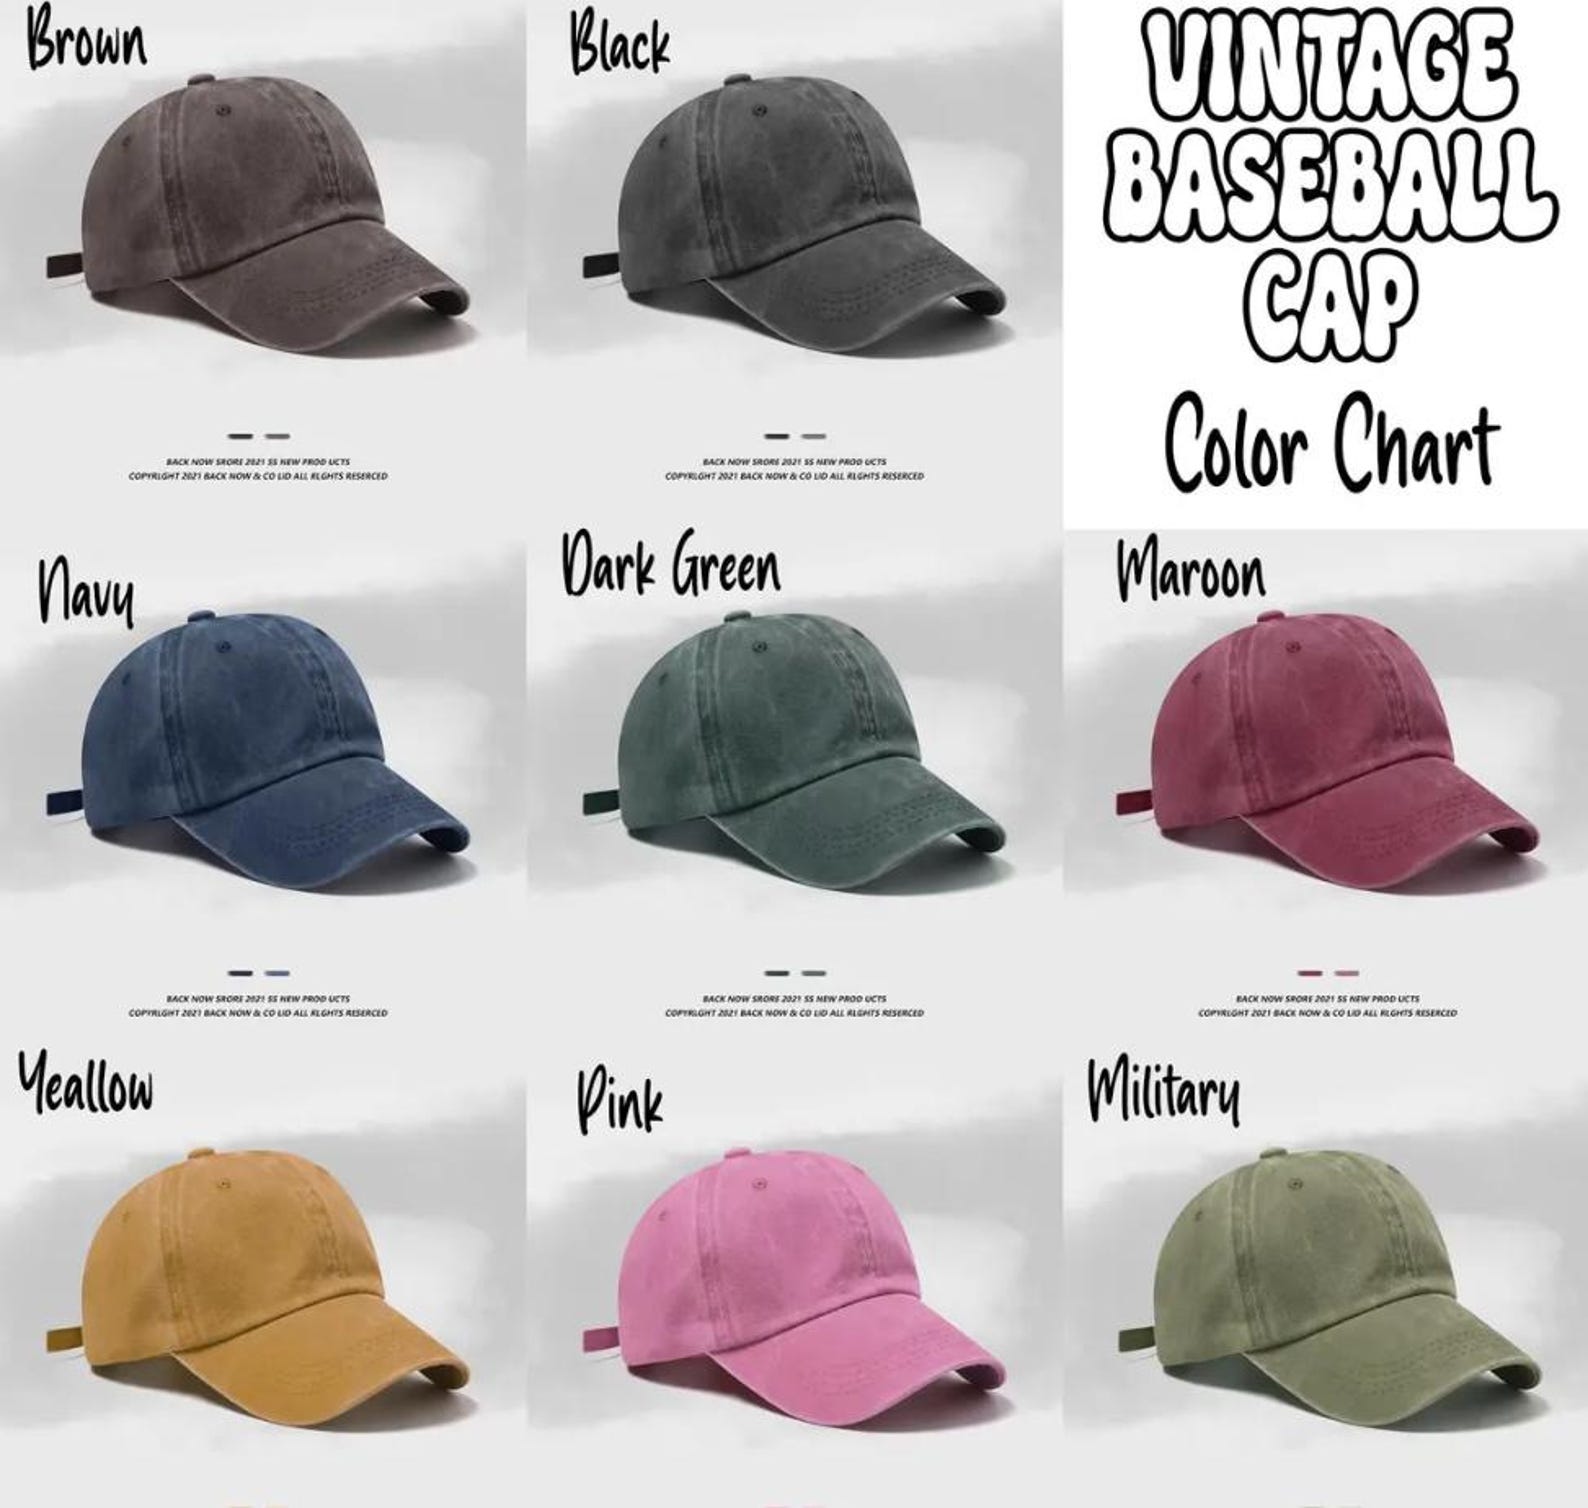 Brown
Black
VINTAGE
BASEBALL
CAP
Color Chart
BACK NOW SRORE 2021 SS NEW PROD UCTS
COPYRLGHT 2021 BACK NOW & CO LID ALL RLGHTS RESERCED
BACK NOW SRORE 2021 SS NEW PROD UCTS
COPYRLGHT 2021 BACK NOW & CO LID ALL RLGHTS RESERCED
Navy
Dark Green
Maroon
BACK NOW SRORE 2021 SS NEW PROD UCTS
COPYRLGHT 2021 BACK NOW & CO LID ALL RLGHTS RESERCED
BACK NOW SRORE 2021 SS NEW PROD UCTS
COPYRLGHT 2021 BACK NOW & CO LID ALL RLGHTS RESERCED
BACK NOW SRORE 2021 SS NEW PROD UCTS
COPYRLGHT 2021 BACK NOW & CO LID ALL RLGHTS RESERCED
Yeallow
Pink
Military